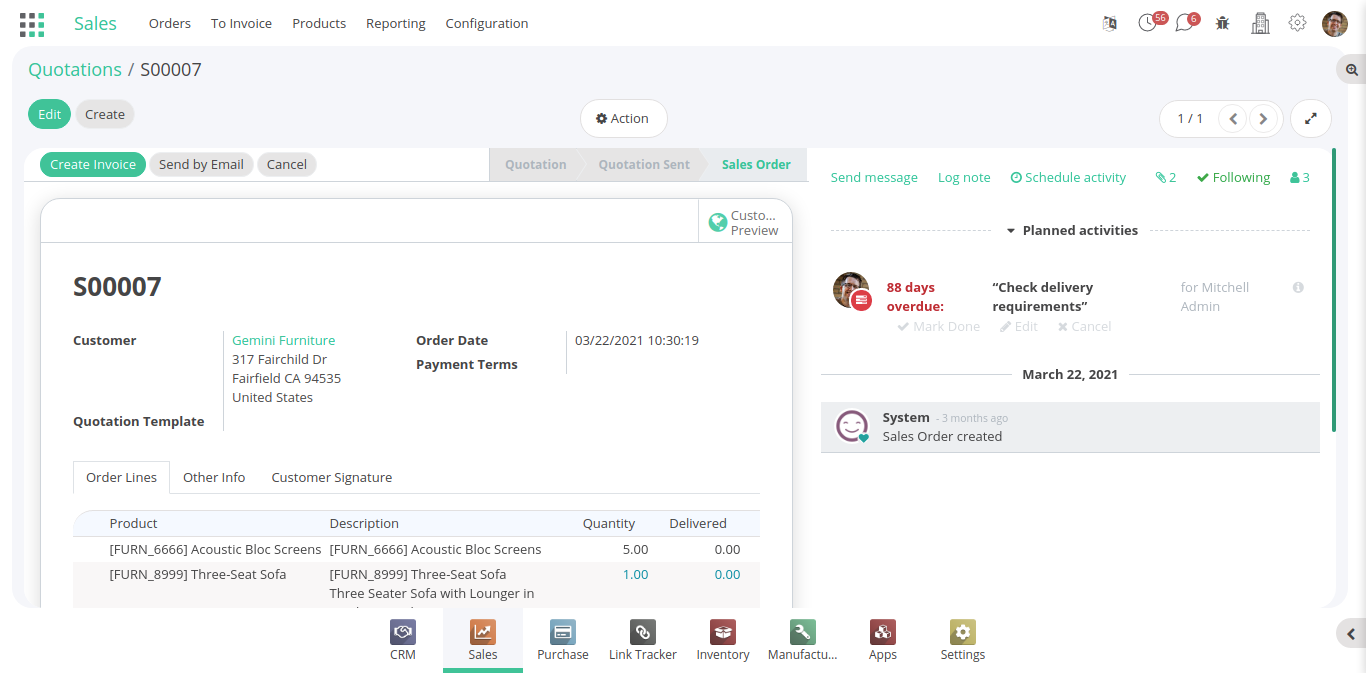 Sales
Orders
To Invoice
Products
Reporting
Configuration
56
6
Quotations / S00007
Edit
Create
Action
1 / 1
Create Invoice
Send by Email
Cancel
Quotation
Quotation Sent
Sales Order
Custo...
Preview
S00007
Customer
Gemini Furniture
317 Fairchild Dr
Fairfield CA 94535
United States
Order Date
03/22/2021 10:30:19
Payment Terms
Quotation Template
Order Lines
Other Info
Customer Signature
Product
Description
Quantity
Delivered
[FURN_6666] Acoustic Bloc Screens
[FURN_6666] Acoustic Bloc Screens
5.00
0.00
[FURN_8999] Three-Seat Sofa
[FURN_8999] Three-Seat Sofa
1.00
0.00
Three Seater Sofa with Lounger in
Send message
Log note
Schedule activity
2
Following
3
Planned activities
88 days
overdue:
“Check delivery
requirements”
for Mitchell
Admin
Mark Done
Edit
Cancel
March 22, 2021
System - 3 months ago
Sales Order created
CRM
Sales
Purchase
Link Tracker
Inventory
Manufactu...
Apps
Settings